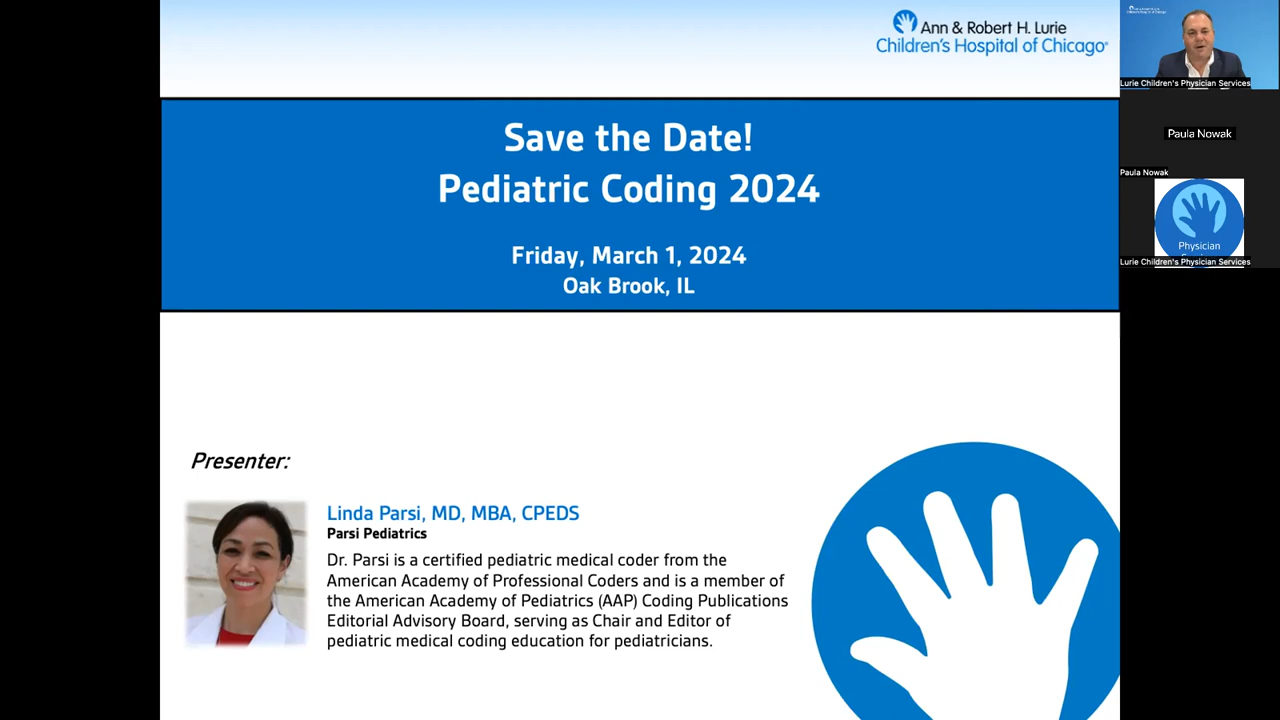 Ann & Robert H. Lurie
Children's Hospital of Chicago®
Save the Date!
Pediatric Coding 2024
Friday, March 1, 2024
Oak Brook, IL
Presenter:
Linda Parsi, MD, MBA, CPEDS
Parsi Pediatrics
Dr. Parsi is a certified pediatric medical coder from the
American Academy of Professional Coders and is a member of
the American Academy of Pediatrics (AAP) Coding Publications
Editorial Advisory Board, serving as Chair and Editor of
pediatric medical coding education for pediatricians.
Lurie Children's Physician Services
Paula Nowak
Paula Nowak
Physician
Lurie Children's Physician Services